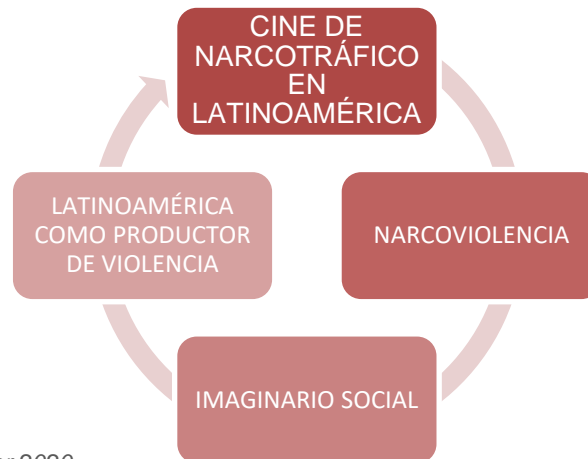 CINE DE
NARCOTRÁFICO
EN
LATINOAMÉRICA
NARCOVIOLENCIA
IMAGINARIO SOCIAL
LATINOAMÉRICA
COMO PRODUCTOR
DE VIOLENCIA